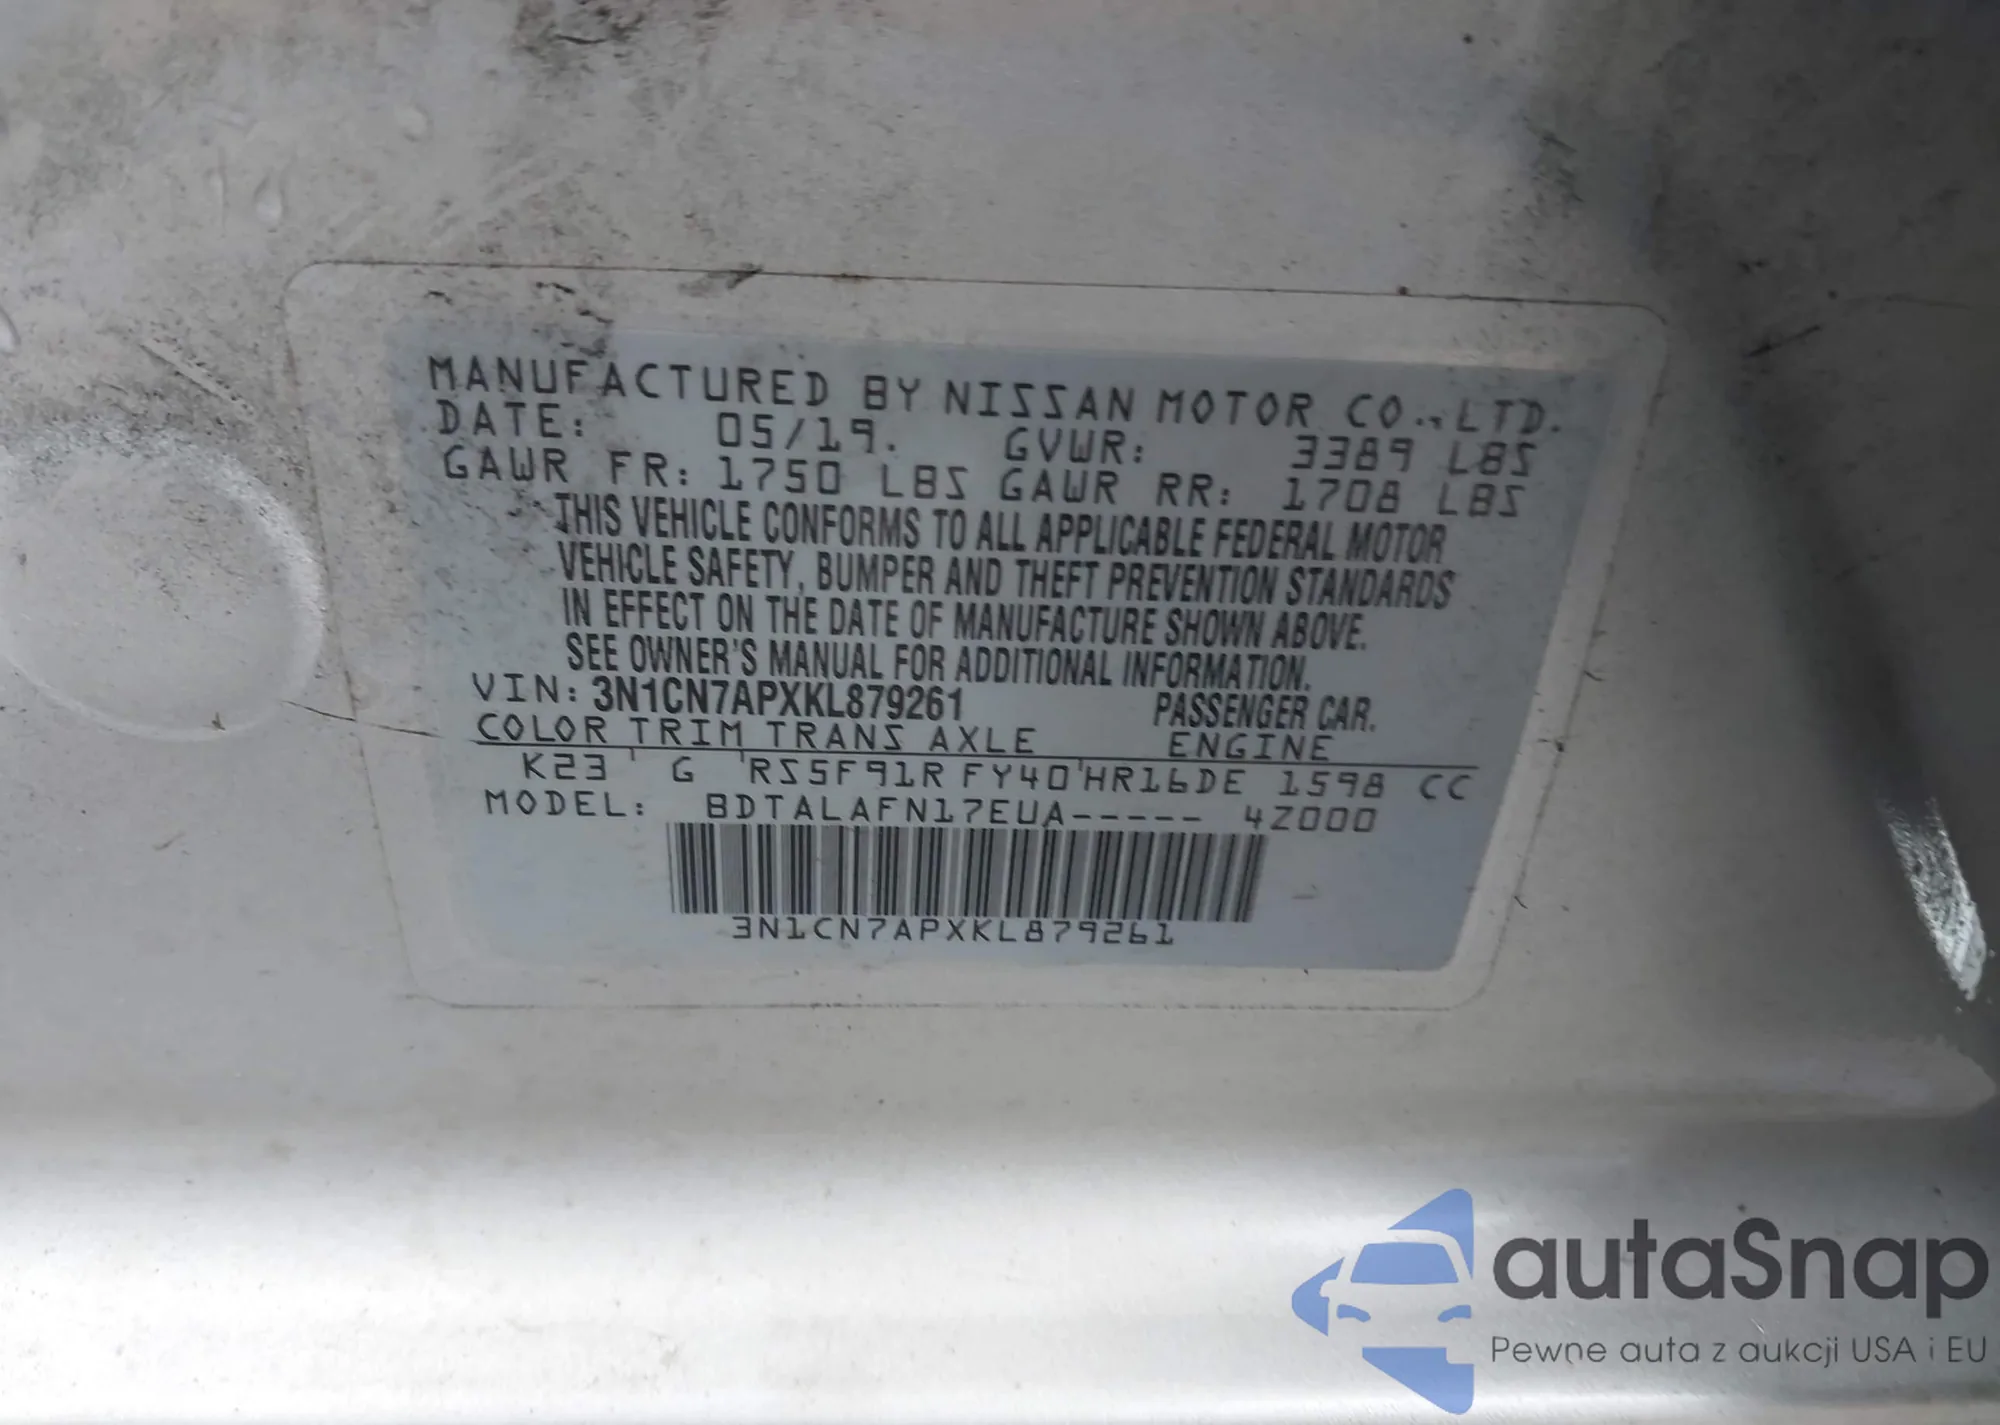 MANUFACTURED BY NISSAN MOTOR CO., LTD.
DATE: 05/19. GVWR: 3389 LBS
GAWR FR: 1750 LBS GAWR RR: 1708 LBS
THIS VEHICLE CONFORMS TO ALL APPLICABLE FEDERAL MOTOR
VEHICLE SAFETY, BUMPER AND THEFT PREVENTION STANDARDS
IN EFFECT ON THE DATE OF MANUFACTURE SHOWN ABOVE.
SEE OWNER'S MANUAL FOR ADDITIONAL INFORMATION.
VIN: 3N1CN7APXKL879261 PASSENGER CAR.
COLOR TRIM TRANS AXLE ENGINE
K23 G RS5F91R FY40 HR16DE 1598 CC
MODEL: BDTALAFN17EUA----- 4Z000
3N1CN7APXKL879261
autaSnap
Pewne auta z aukcji USA i EU